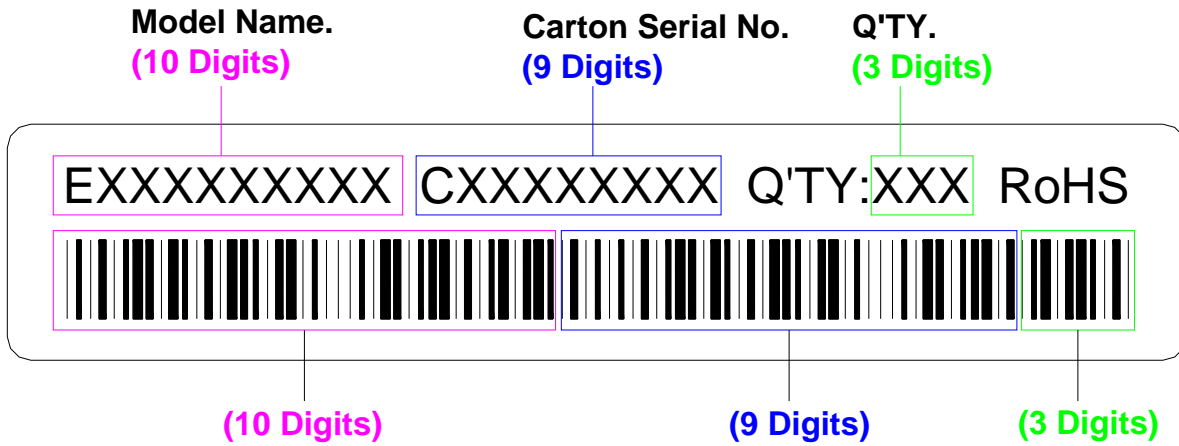 Model Name. Carton Serial No. Q'TY.
(10 Digits) (9 Digits) (3 Digits)
EXXXXXXXXX CXXXXXXXX Q'TY:XXX RoHS
(10 Digits) (9 Digits) (3 Digits)